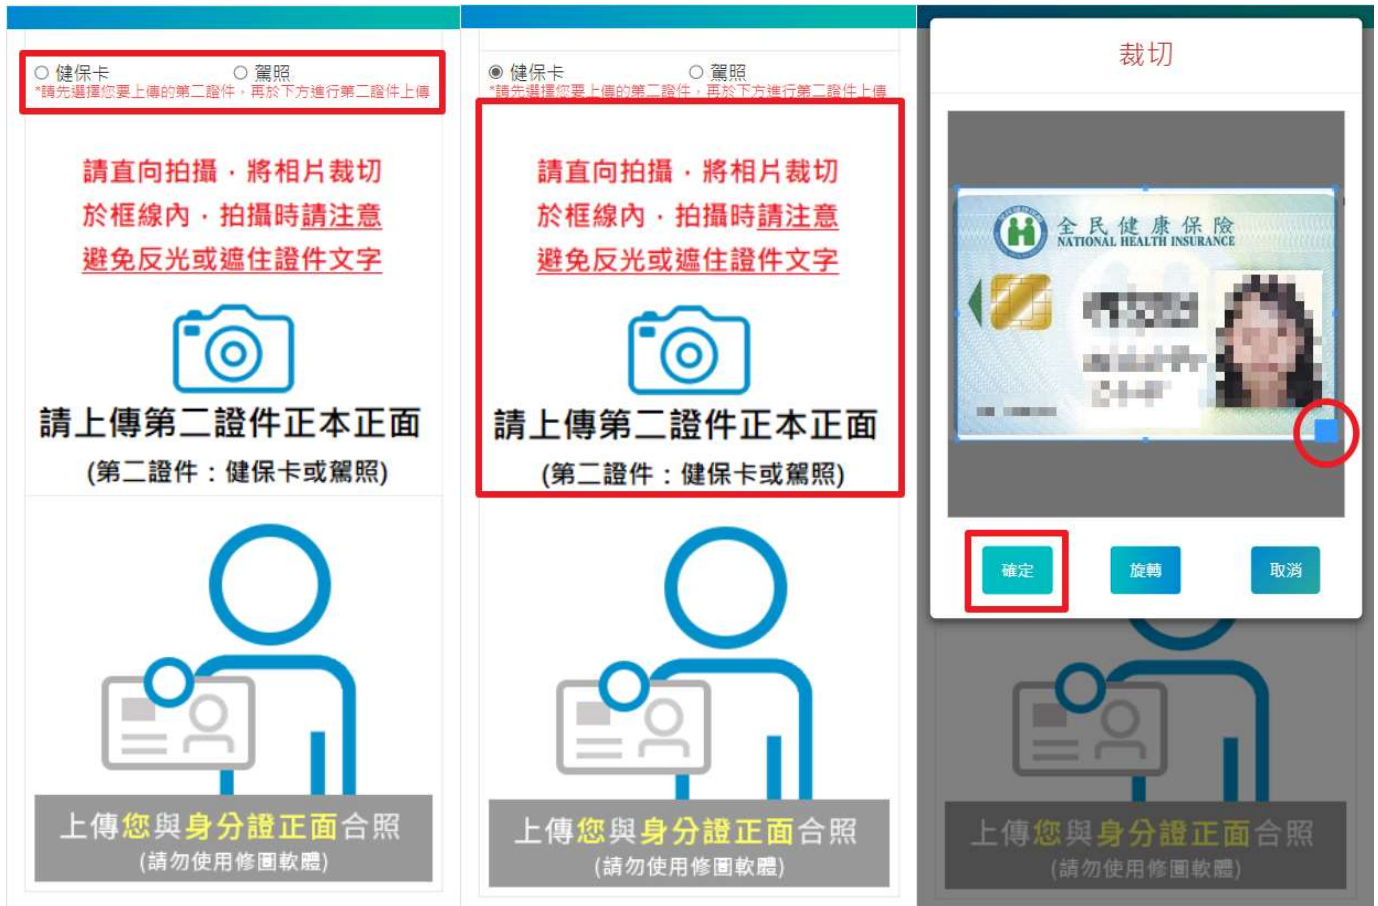 健保卡 駕照
*請先選擇您要上傳的第二證件，再於下方進行第二證件上傳
請直向拍攝，將相片裁切
於框線內，拍攝時請注意
避免反光或遮住證件文字
請上傳第二證件正本正面
(第二證件：健保卡或駕照)
上傳您與身分證正面合照
(請勿使用修圖軟體)
健保卡 駕照
*請先選擇您要上傳的第二證件，再於下方進行第二證件上傳
請直向拍攝，將相片裁切
於框線內，拍攝時請注意
避免反光或遮住證件文字
請上傳第二證件正本正面
(第二證件：健保卡或駕照)
上傳您與身分證正面合照
(請勿使用修圖軟體)
裁切
全民健康保險
NATIONAL HEALTH INSURANCE
確定 旋轉 取消
上傳您與身分證正面合照
(請勿使用修圖軟體)